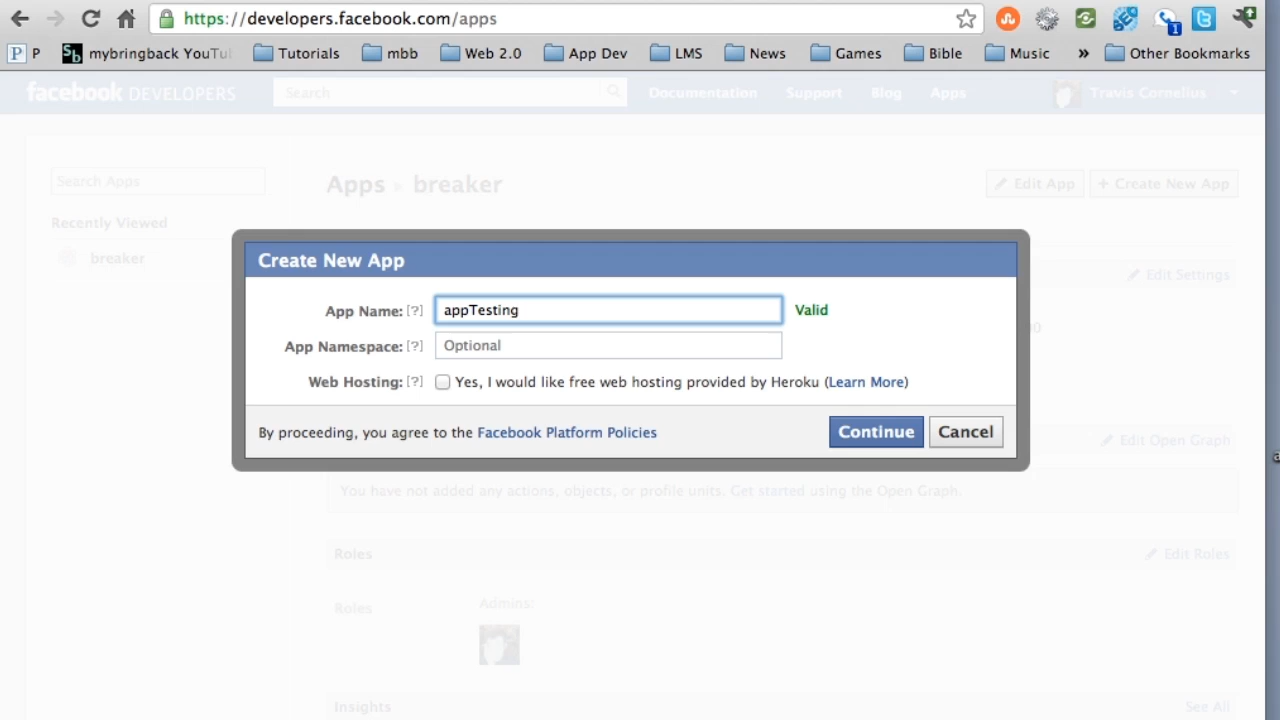 https://developers.facebook.com/apps
P P mybringback YouTu Tutorials mbb Web 2.0 App Dev LMS News Games Bible Music » Other Bookmarks
facebook DEVELOPERS Search Documentation Support Blog Apps Travis Cornelius
Search Apps
Apps ▸ breaker
Edit App + Create New App
Recently Viewed
breaker
Edit Settings
Create New App
App Name: [?] appTesting Valid
App Namespace: [?] Optional
Web Hosting: [?] Yes, I would like free web hosting provided by Heroku (Learn More)
By proceeding, you agree to the Facebook Platform Policies Continue Cancel
Edit Open Graph
You have not added any actions, objects, or profile units. Get started using the Open Graph.
Roles Edit Roles
Roles Admins:
Insights See All